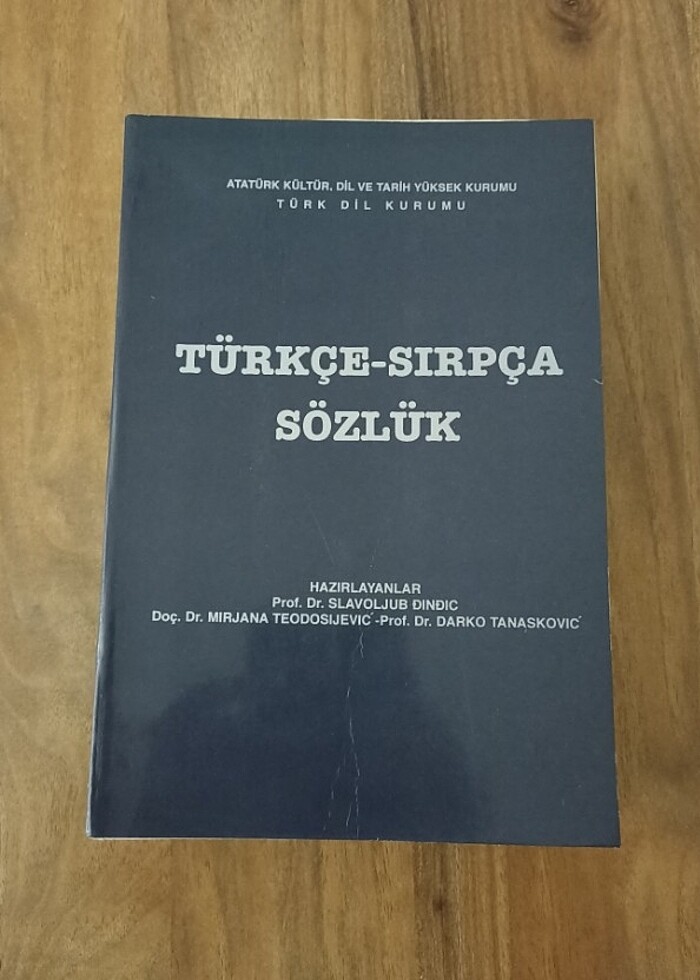 ATATÜRK KÜLTÜR, DİL VE TARİH YÜKSEK KURUMU
TÜRK DİL KURUMU
TÜRKÇE-SIRPÇA
SÖZLÜK
HAZIRLAYANLAR
Prof. Dr. SLAVOLJUB ĐINĐIC
Doç. Dr. MIRJANA TEODOSIJEVIĆ -Prof. Dr. DARKO TANASKOVIĆ